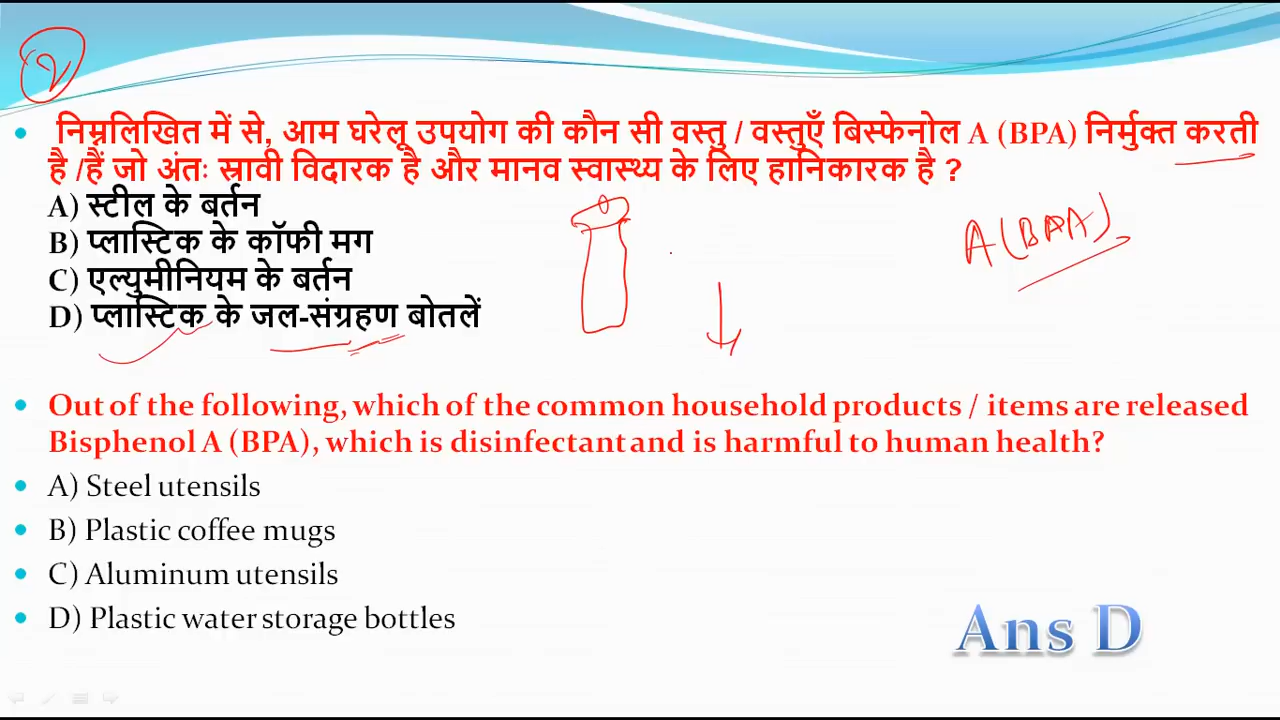 2
निम्नलिखित में से, आम घरेलू उपयोग की कौन सी वस्तु / वस्तुएँ बिस्फेनोल A (BPA) निर्मुक्त करती
है /हैं जो अंतः स्रावी विदारक है और मानव स्वास्थ्य के लिए हानिकारक है ?
A) स्टील के बर्तन
B) प्लास्टिक के कॉफी मग
A (BPA)
C) एल्युमीनियम के बर्तन
D) प्लास्टिक के जल-संग्रहण बोतलें
Out of the following, which of the common household products / items are released
Bisphenol A (BPA), which is disinfectant and is harmful to human health?
A) Steel utensils
B) Plastic coffee mugs
C) Aluminum utensils
D) Plastic water storage bottles
Ans D